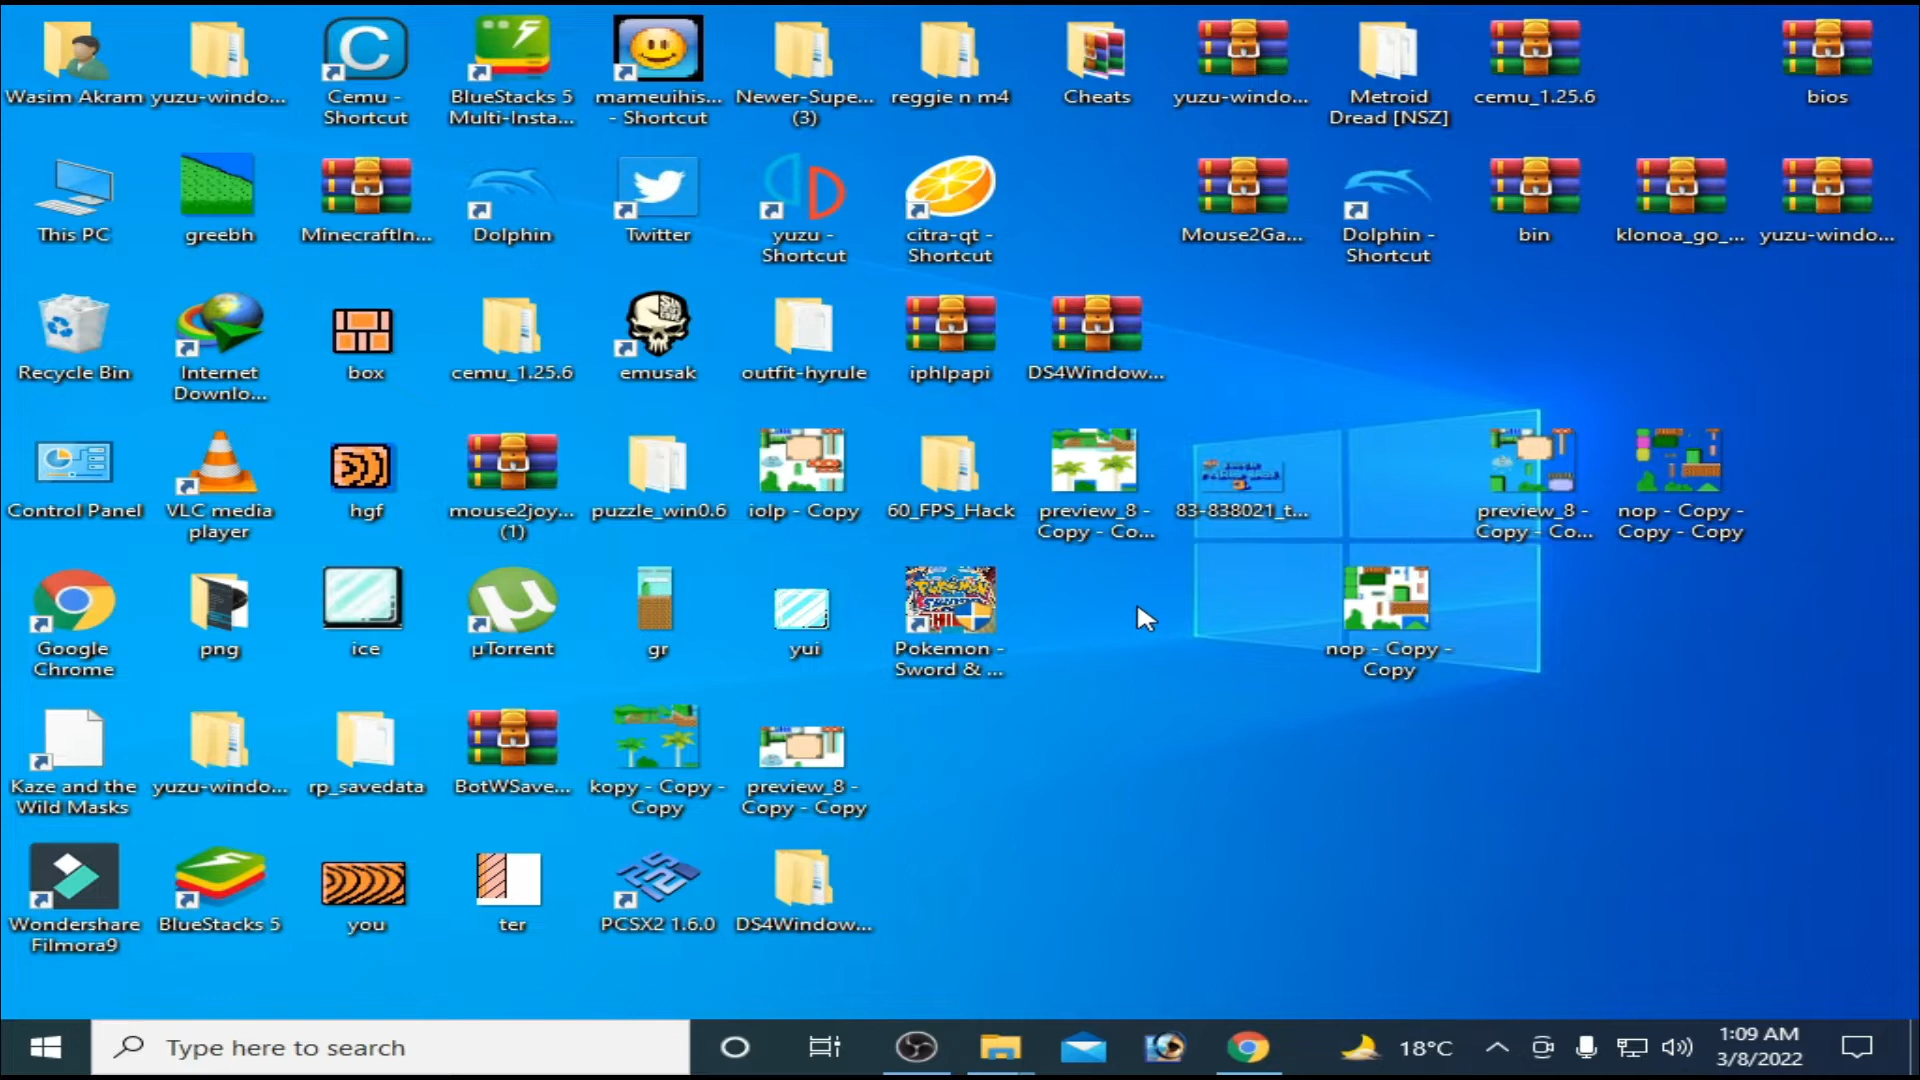 Wasim Akram
yuzu-windo...
Cemu -
Shortcut
BlueStacks 5
Multi-Insta...
mameuihis...
- Shortcut
Newer-Supe...
(3)
reggie n m4
Cheats
yuzu-windo...
Metroid
Dread [NSZ]
cemu_1.25.6
bios
This PC
greebh
MinecraftIn...
Dolphin
Twitter
yuzu -
Shortcut
citra-qt -
Shortcut
Mouse2Ga...
Dolphin -
Shortcut
bin
klonoa_go_...
yuzu-windo...
Recycle Bin
Internet
Downlo...
box
cemu_1.25.6
emusak
outfit-hyrule
iphlpapi
DS4Window...
Control Panel
VLC media
player
hgf
mouse2joy...
(1)
puzzle_win0.6
iolp - Copy
60_FPS_Hack
preview_8 -
Copy - Co...
83-838021_t...
preview_8 -
Copy - Co...
nop - Copy -
Copy - Copy
Google
Chrome
png
ice
µTorrent
gr
yui
Pokemon -
Sword & ...
nop - Copy -
Copy
Kaze and the
Wild Masks
yuzu-windo...
rp_savedata
BotWSave...
kopy - Copy -
Copy
preview_8 -
Copy - Copy
Wondershare
Filmora9
BlueStacks 5
you
ter
PCSX2 1.6.0
DS4Window...
Type here to search
18°C
1:09 AM
3/8/2022